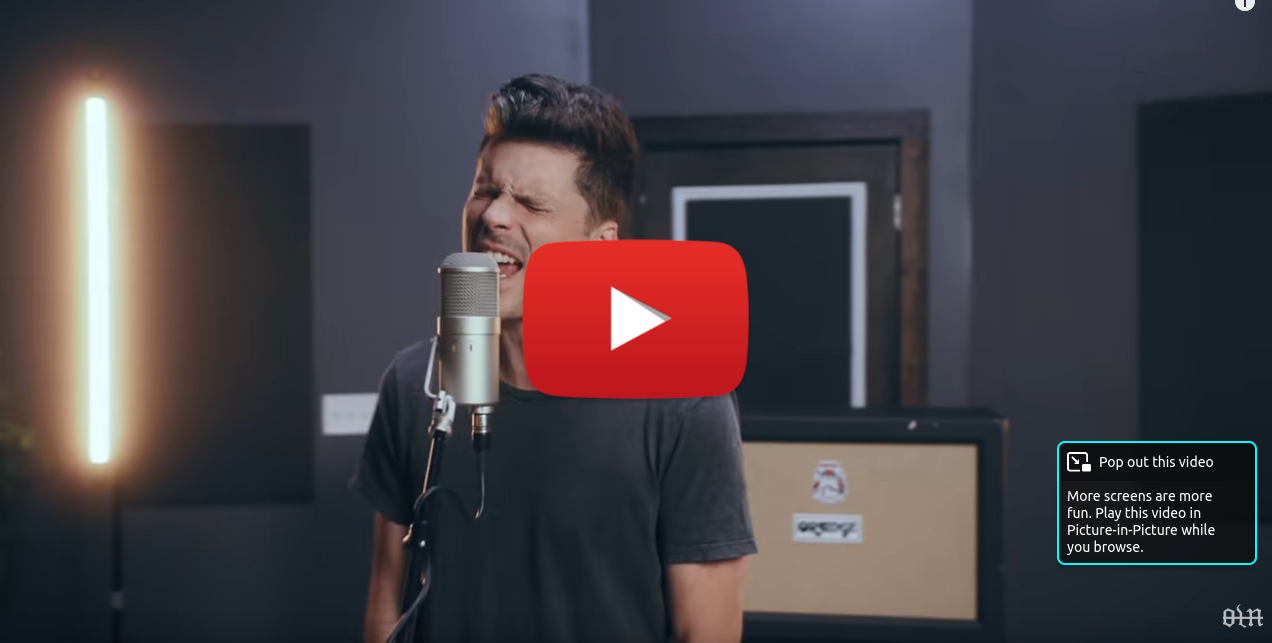 Pop out this video
More screens are more
fun. Play this video in
Picture-in-Picture while
you browse.
ORANGE